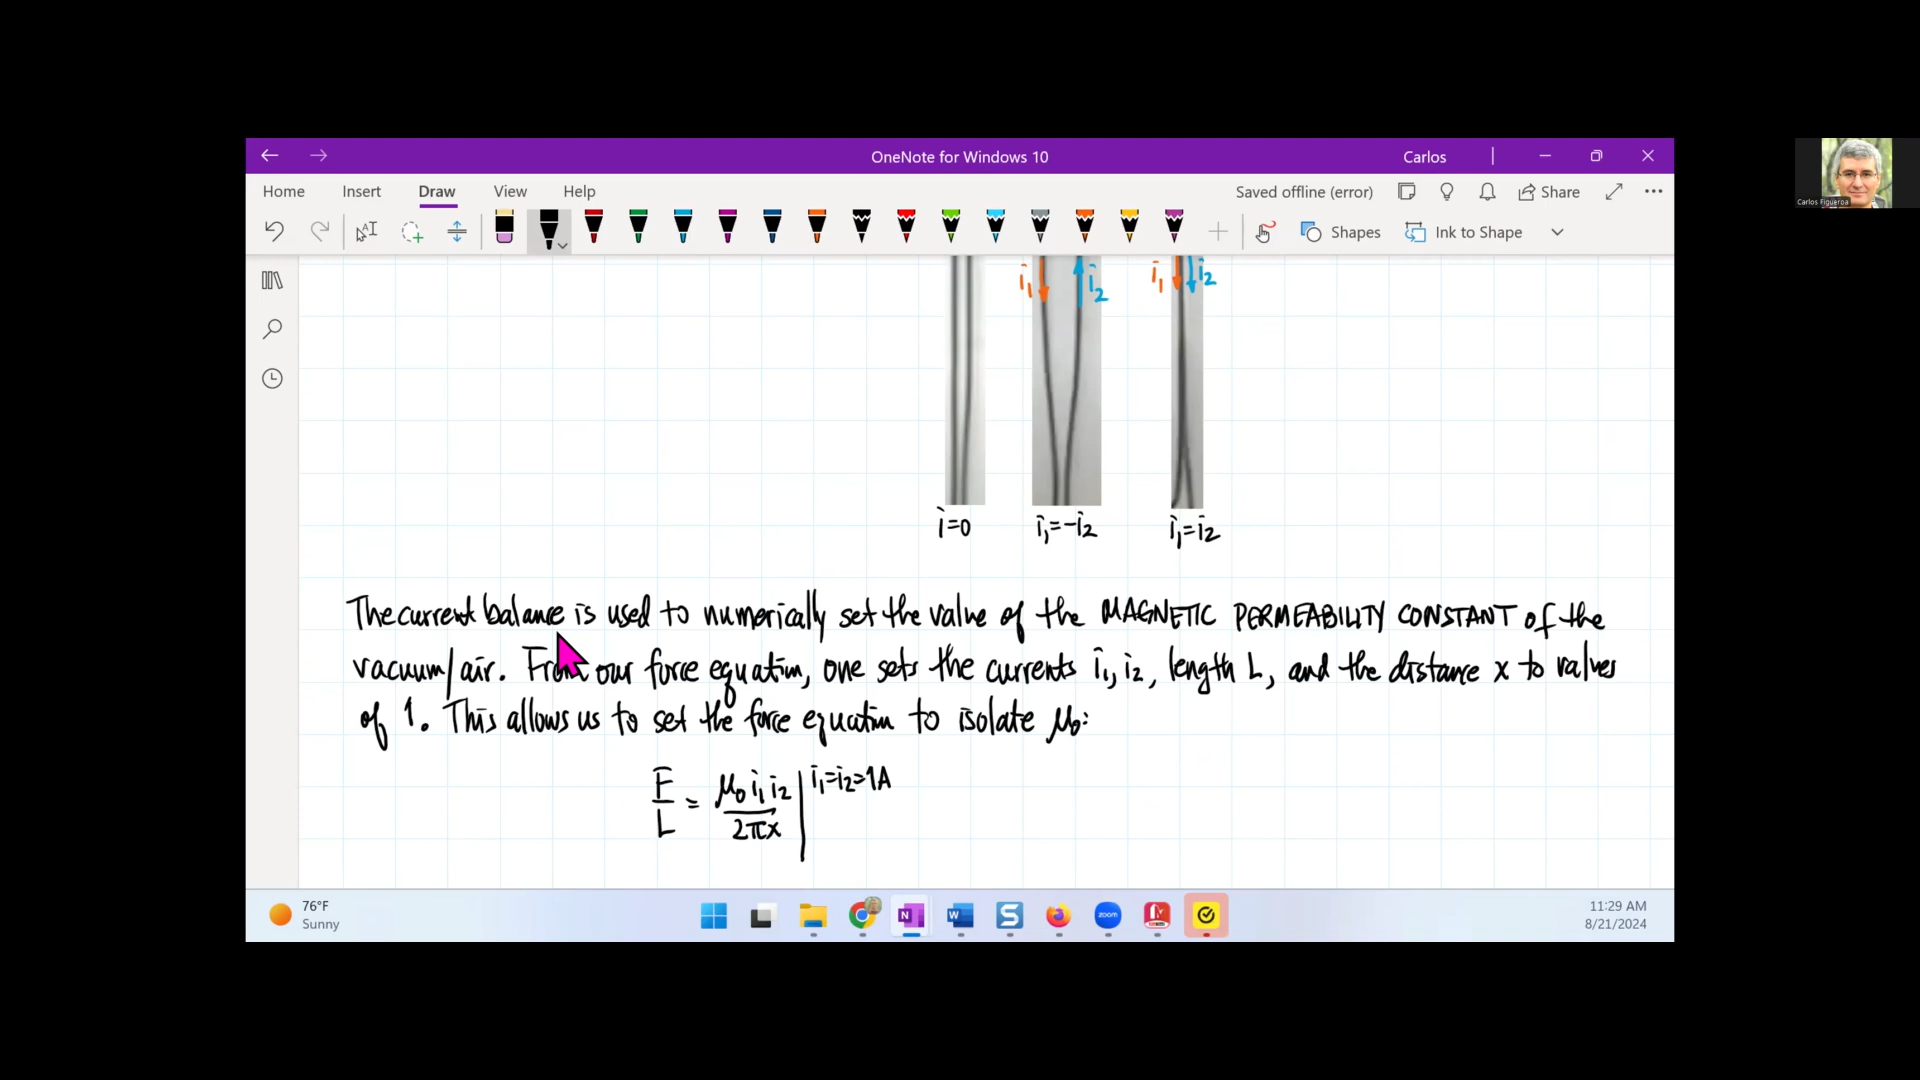 OneNote for Windows 10
Carlos
Home Insert Draw View Help
Saved offline (error)
Share
Shapes
Ink to Shape
Carlos Figueroa
i₁ i₂ i₁ i₂
i=0 i₁=-i₂ i₁=i₂
The current balance is used to numerically set the value of the MAGNETIC PERMEABILITY CONSTANT of the
vacuum/air. From our force equation, one sets the currents i₁, i₂, length L, and the distance x to values
of 1. This allows us to set the force equation to isolate μ₀:
F/L = μ₀ i₁ i₂ / 2πx | i₁=i₂=1A
76°F
Sunny
zoom
11:29 AM
8/21/2024